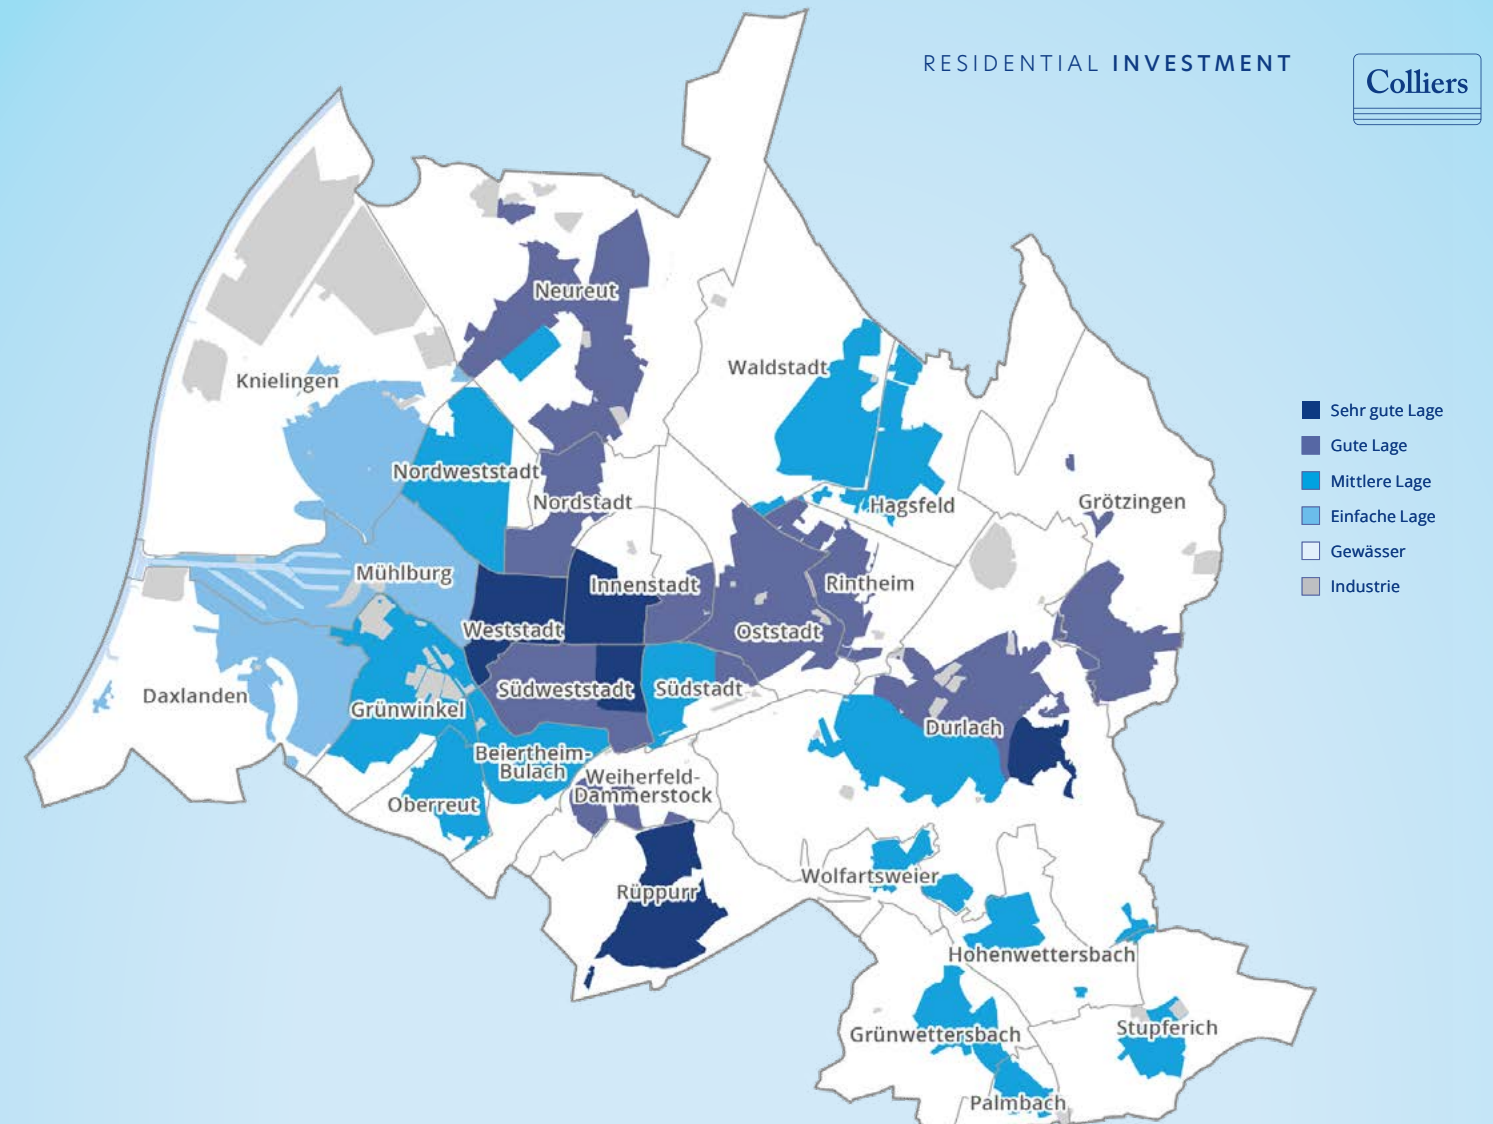 RESIDENTIAL INVESTMENT
Colliers
Neureut
Waldstadt
Knielingen
Sehr gute Lage
Gute Lage
Mittlere Lage
Einfache Lage
Gewässer
Industrie
Nordweststadt
Nordstadt
Hagsfeld
Grötzingen
Mühlburg
Innenstadt
Rintheim
Weststadt
Oststadt
Daxlanden
Grünwinkel
Südweststadt
Südstadt
Durlach
Beiertheim-
Bulach
Weiherfeld-
Dammerstock
Oberreut
Rüppurr
Wolfartsweier
Hohenwettersbach
Grünwettersbach
Stupferich
Palmbach